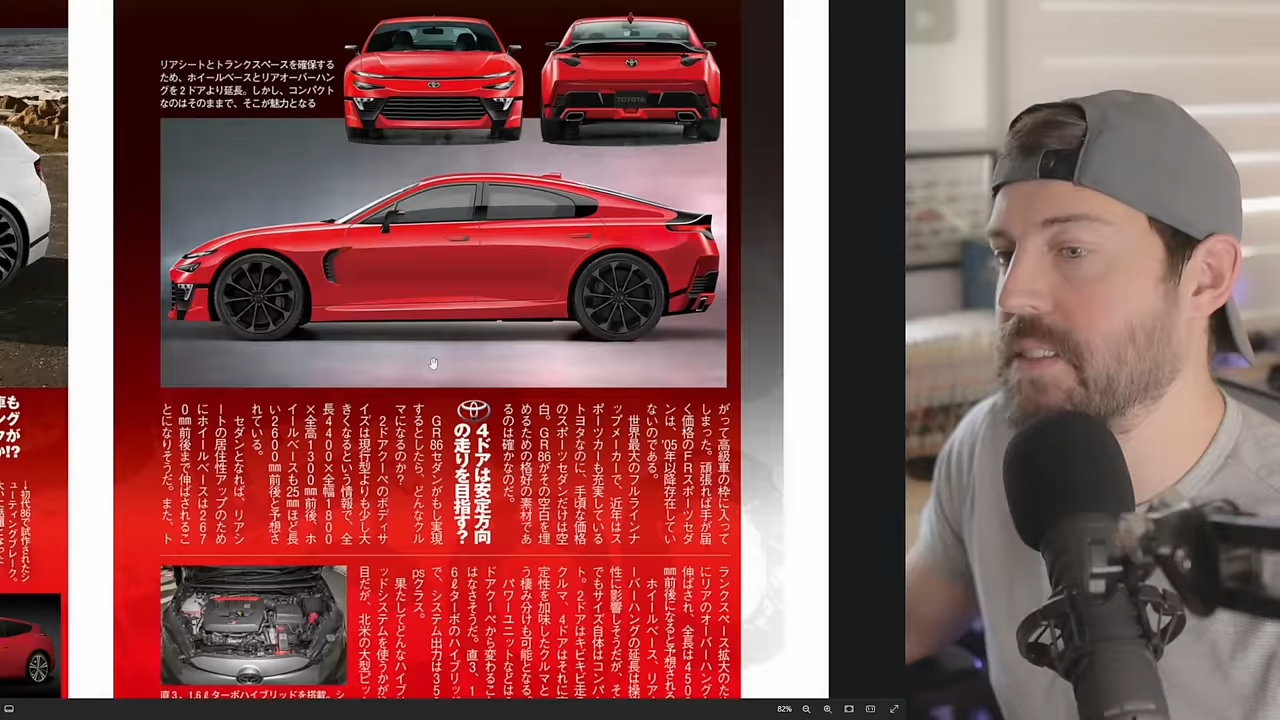 リアシートとトランクスペースを確保する
ため、ホイールベースとリアオーバーハン
グを2ドアより延長。しかし、コンパクト
なのはそのままで、そこが魅力となる
TOYOTA
がって高級車の枠に入って
しまった。頑張れば手が届
く価格のFRスポーツセダ
ンは、'05年以降存在してい
ないのである。
世界最大のフルラインナ
ップメーカーで、近年はス
ポーツカーも充実している
トヨタなのに、手頃な価格
のスポーツセダンだけは空
白。GR86がその空白を埋
めるための格好の素材であ
るのは確かなのだ。
4ドアは安定方向
の走りを目指す?
GR86セダンがもし実現
するとしたら、どんなクル
マになるのか?
2ドアクーペのボディサ
イズは現行型よりも少し大
きくなるという情報で、全
長4400×全幅1800
×全高1300mm前後、ホ
イールベースも25mmほど長
い2600mm前後と予想さ
れている。
セダンとなれば、リアシ
ートの居住性アップのため
にホイールベースは267
0mm前後まで伸ばされるこ
とになりそうだ。また、ト
ランクスペース拡大のた
にリアのオーバーハング
伸ばされ、全長は450
mm前後になると予想される
ホイールベース、リア
ーバーハングの延長は操
性に影響しそうだが、そ
でもサイズ自体はコンパ
ト。2ドアはキビキビ走
クルマ、4ドアはそれに
定性を加味したクルマと
う棲み分けも可能となる
パワーユニットなどは
ドアクーペから変わるこ
はなさそうだ。直3、1
6ℓターボのハイブリッ
で、システム出力は35
psクラス。
果たしてどんなハイブ
ッドシステムを使うかが
目だが、北米の大型ピッ
直3、1.6ℓターボハイブリッドを搭載。シ
車も
ング
クが
か!?
ー初代86で試作されたシ
ューティングブレーク。
82%